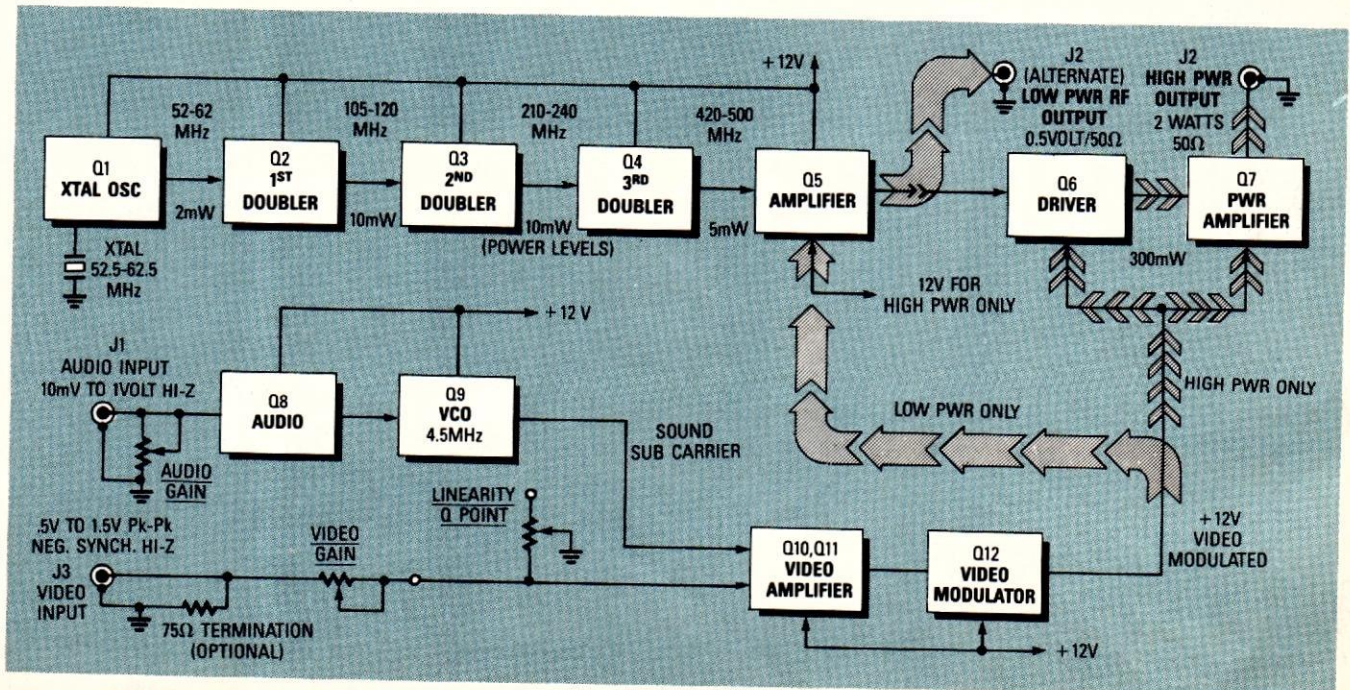 +12V
52-62
MHz
105-120
MHz
210-240
MHz
420-500
MHz
J2
(ALTERNATE)
LOW PWR RF
OUTPUT
0.5VOLT/50Ω
J2
HIGH PWR
OUTPUT
2 WATTS
50Ω
Q1
XTAL OSC
Q2
1ST
DOUBLER
Q3
2ND
DOUBLER
Q4
3RD
DOUBLER
Q5
AMPLIFIER
Q6
DRIVER
Q7
PWR
AMPLIFIER
2mW
10mW
10mW
(POWER LEVELS)
5mW
300mW
XTAL
52.5-62.5
MHz
12V FOR
HIGH PWR ONLY
+12 V
J1
AUDIO INPUT
10mV TO 1VOLT HI-Z
Q8
AUDIO
Q9
VCO
4.5MHz
HIGH PWR ONLY
LOW PWR ONLY
SOUND
SUB CARRIER
AUDIO
GAIN
LINEARITY
Q POINT
.5V TO 1.5V Pk-Pk
NEG. SYNCH. HI-Z
VIDEO
GAIN
+12V
VIDEO
MODULATED
J3
VIDEO
INPUT
Q10,Q11
VIDEO
AMPLIFIER
Q12
VIDEO
MODULATOR
75Ω TERMINATION
(OPTIONAL)
+12V